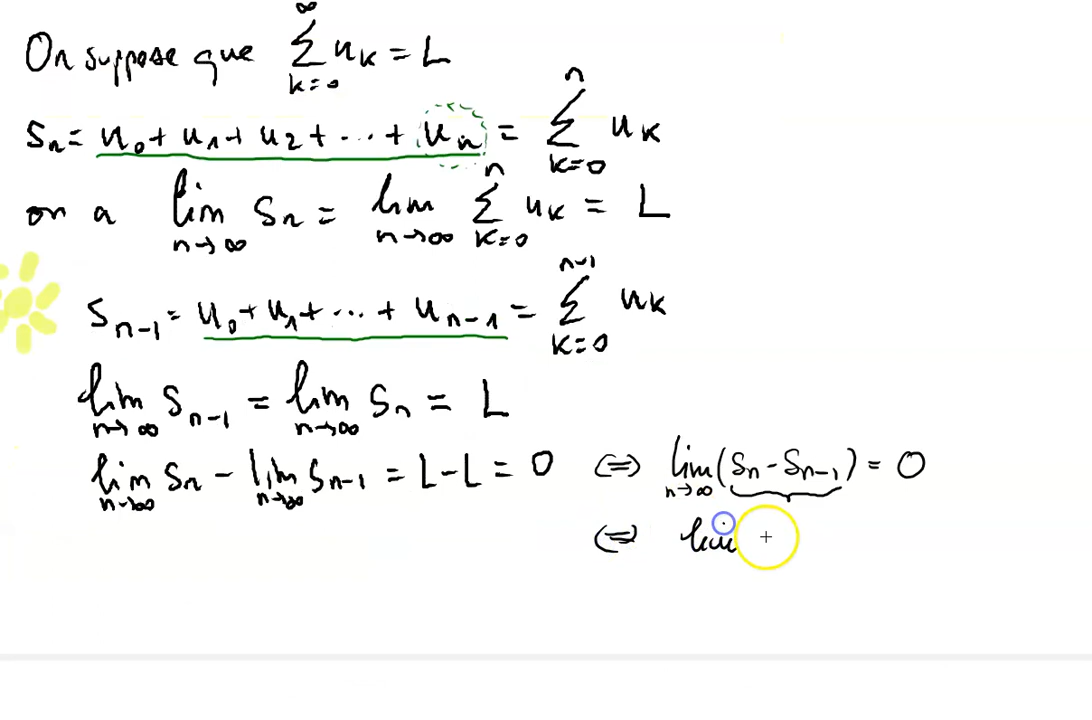 On suppose que ∑_{k=0}^{∞} u_k = L
S_n = u_0 + u_1 + u_2 + ... + u_n = ∑_{k=0}^{n} u_k
on a lim_{n→∞} S_n = lim_{n→∞} ∑_{k=0}^{n} u_k = L
S_{n-1} = u_0 + u_1 + ... + u_{n-1} = ∑_{k=0}^{n-1} u_k
lim_{n→∞} S_{n-1} = lim_{n→∞} S_n = L
lim_{n→∞} S_n - lim_{n→∞} S_{n-1} = L - L = 0 ⇔ lim_{n→∞} (S_n - S_{n-1}) = 0
⇔ lim